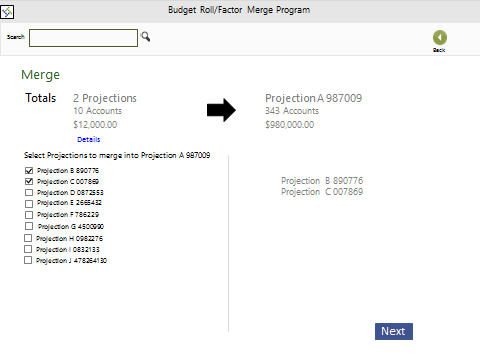 Budget Roll/Factor Merge Program
Search
Back
Merge
Totals 2 Projections Projection A 987009
10 Accounts 343 Accounts
$12,000.00 $980,000.00
Details
Select Projections to merge into Projection A 987009
Projection B 890776
Projection C 007869
Projection D 0872553
Projection E 2665432
Projection F 786229
Projection G 4500990
Projection H 0982276
Projection I 0832133
Projection J 478264130
Projection B 890776
Projection C 007869
Next